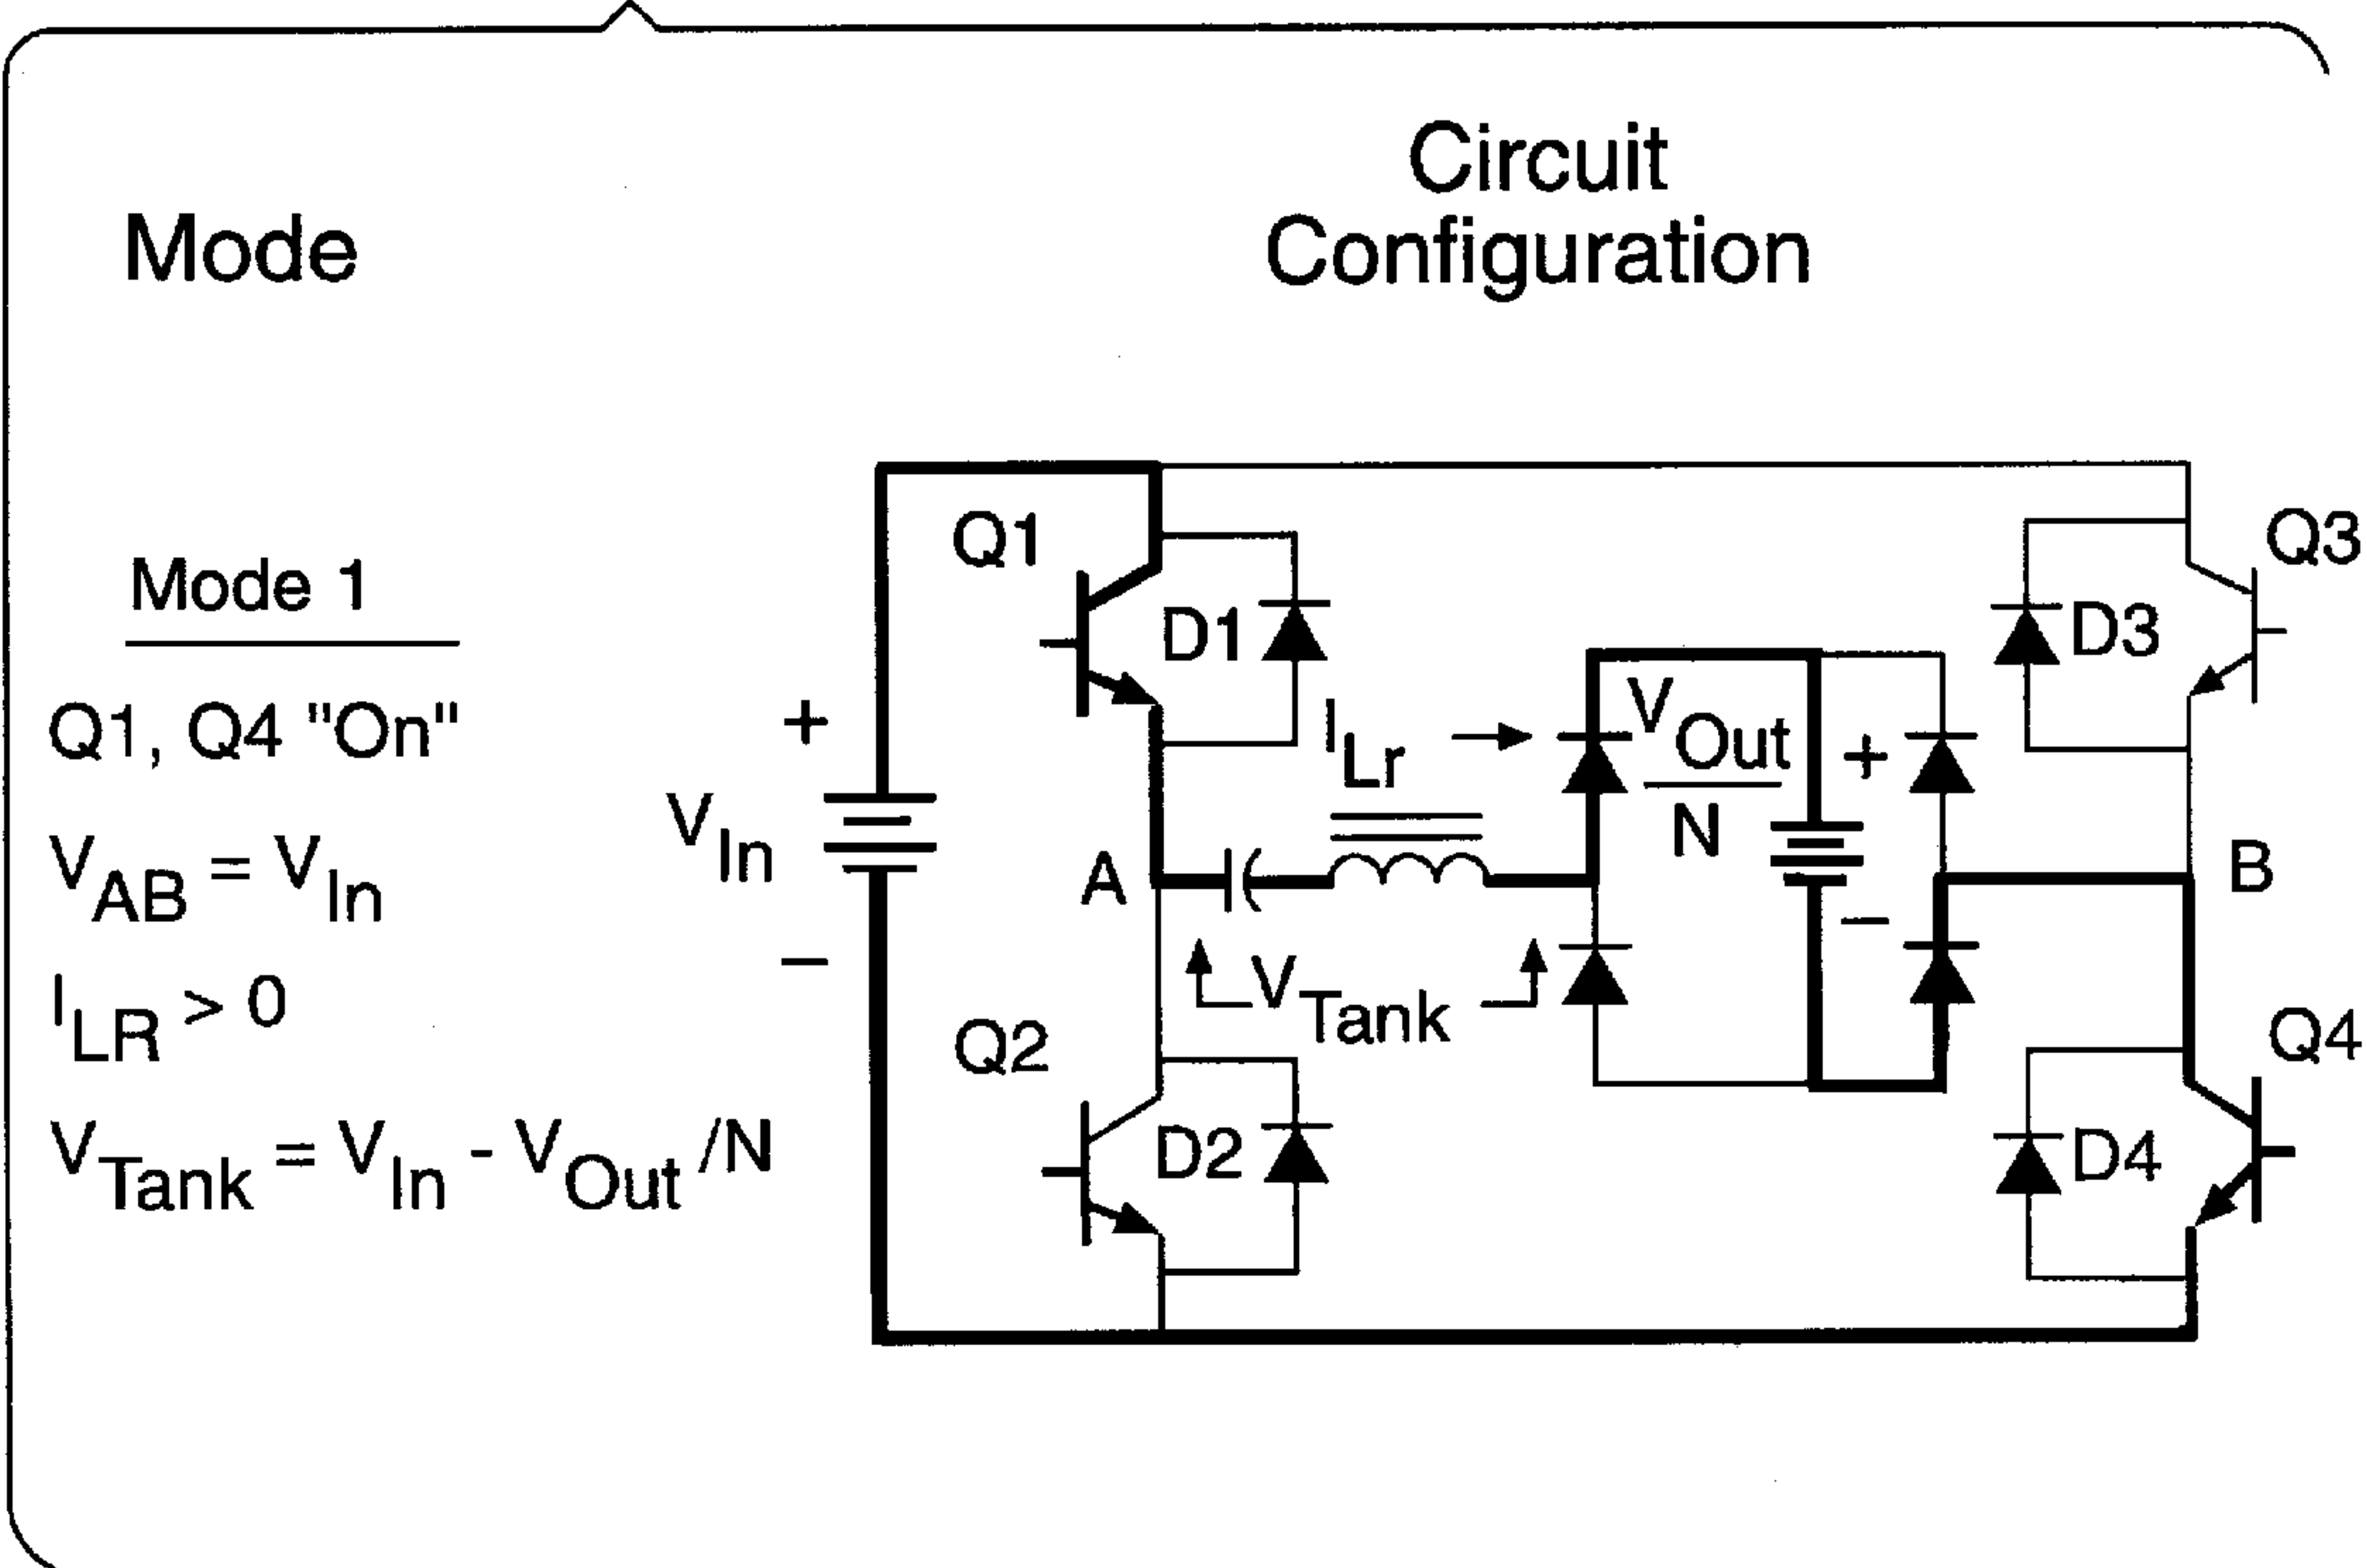 Mode
Circuit
Configuration
Mode 1
Q1, Q4 "On"
V_AB = V_In
I_LR > 0
V_Tank = V_In - V_Out /N
+
V_In
−
Q1
D1
Q3
D3
I_Lr
V_Out
N
+
−
A
B
V_Tank
Q2
D2
Q4
D4